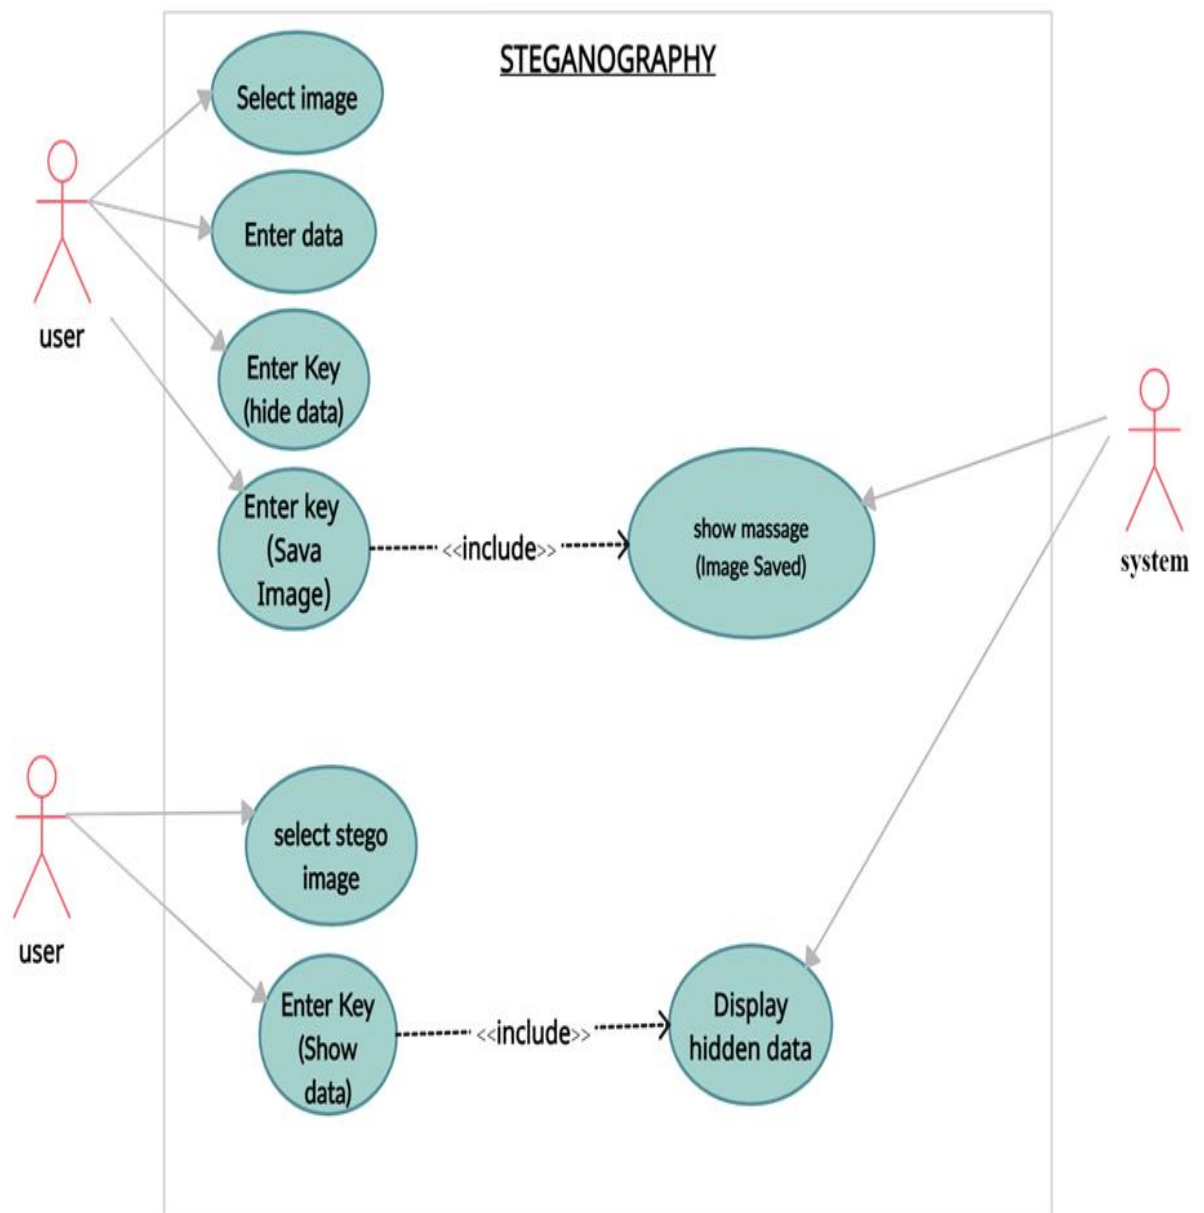 STEGANOGRAPHY
Select image
Enter data
user
Enter Key
(hide data)
Enter key
(Sava
Image)
<<include>>
show massage
(Image Saved)
system
select stego
image
user
Enter Key
(Show
data)
<<include>>
Display
hidden data